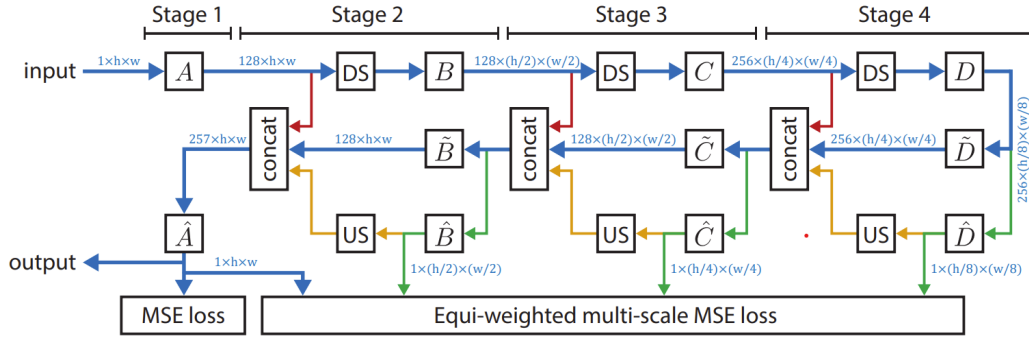 Stage 1 Stage 2 Stage 3 Stage 4
input 1×h×w A 128×h×w DS B 128×(h/2)×(w/2) DS C 256×(h/4)×(w/4) DS D
257×h×w concat 128×h×w B̃ concat 128×(h/2)×(w/2) C̃ concat 256×(h/4)×(w/4) D̃ 256×(h/8)×(w/8)
Â US B̂ US Ĉ US D̂
output 1×h×w 1×(h/2)×(w/2) 1×(h/4)×(w/4) 1×(h/8)×(w/8)
MSE loss Equi-weighted multi-scale MSE loss